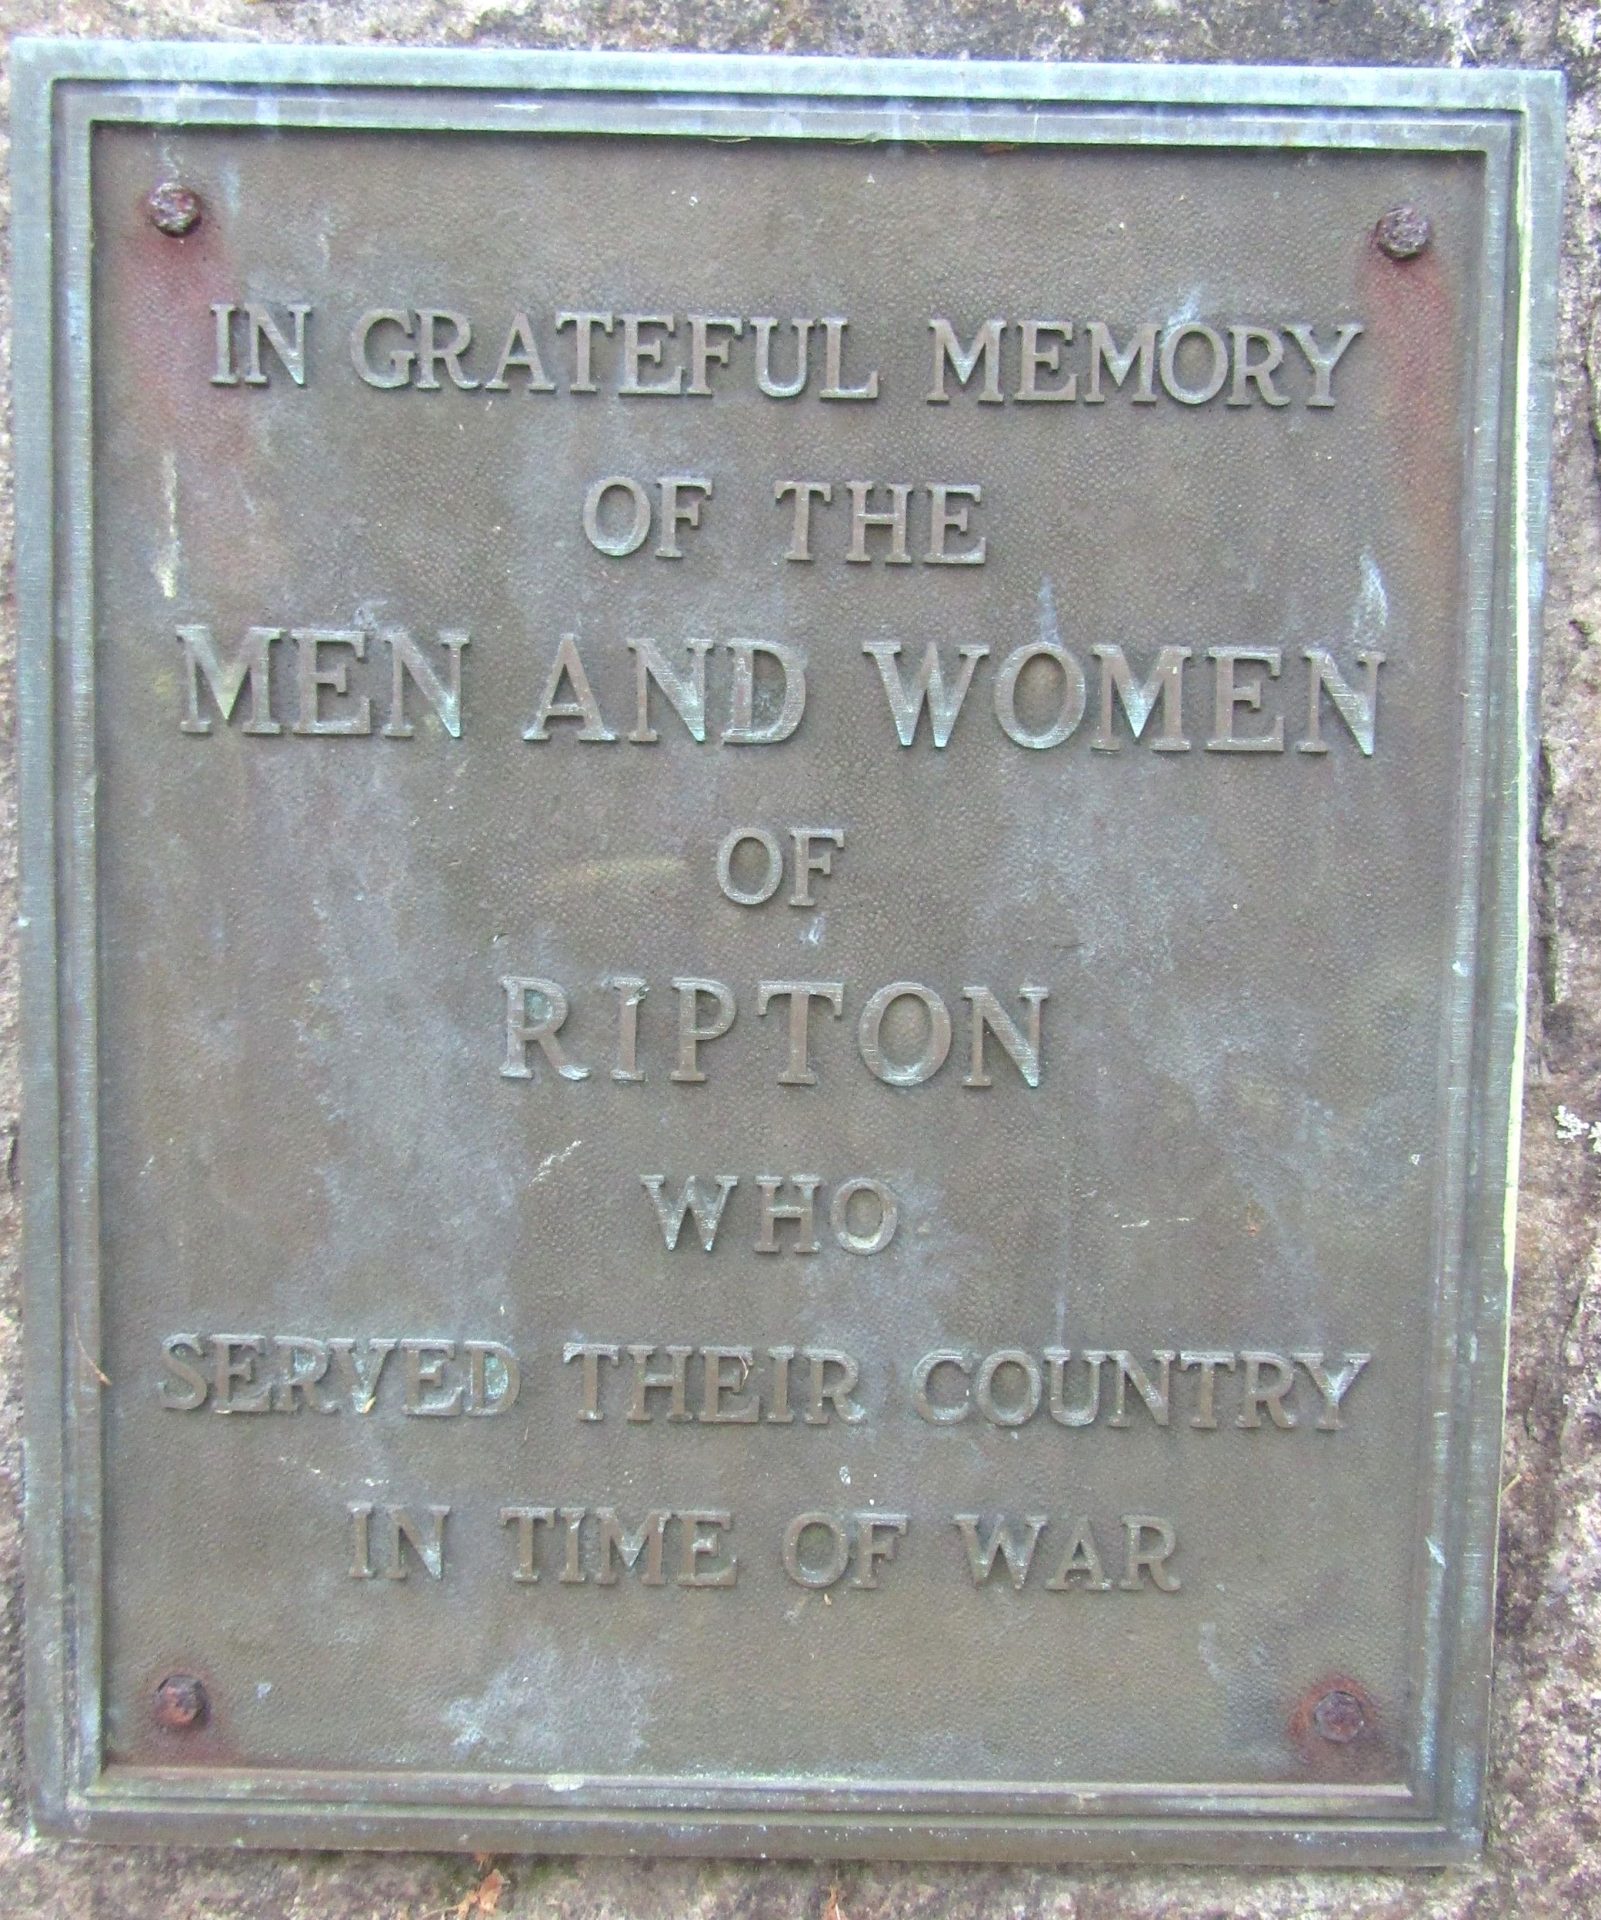 IN GRATEFUL MEMORY
OF THE
MEN AND WOMEN
OF
RIPTON
WHO
SERVED THEIR COUNTRY
IN TIME OF WAR